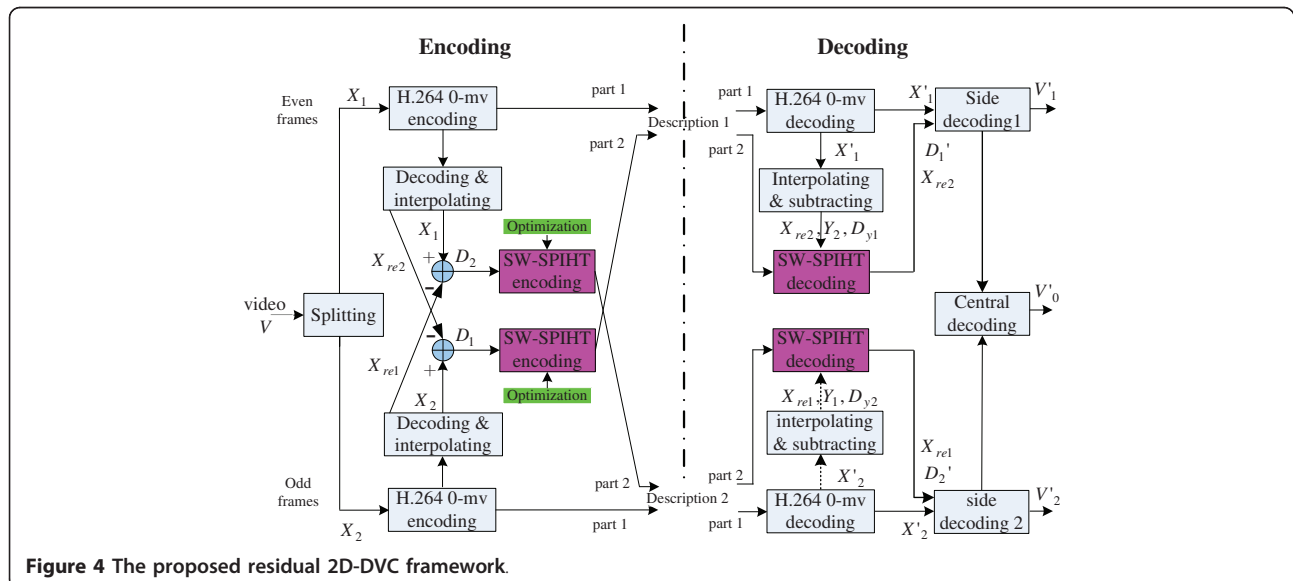 Encoding
Decoding
Even
frames
X1
H.264 0-mv
encoding
part 1
Description 1
part 2
Decoding &
interpolating
X1
+
Xre2
-
D2
Optimization
SW-SPIHT
encoding
video
V
Splitting
-
D1
SW-SPIHT
encoding
Optimization
Xre1
+
X2
Decoding &
interpolating
Odd
frames
X2
H.264 0-mv
encoding
part 2
Description 2
part 1
part 1
part 2
H.264 0-mv
decoding
X'1
X'1
Interpolating
& subtracting
Xre2,Y2,Dy1
SW-SPIHT
decoding
D1'
Xre2
Side
decoding1
V'1
Central
decoding
V'0
SW-SPIHT
decoding
Xre1,Y1,Dy2
interpolating
& subtracting
X'2
part 2
part 1
H.264 0-mv
decoding
X'2
Xre1
D2'
side
decoding 2
V'2
Figure 4 The proposed residual 2D-DVC framework.